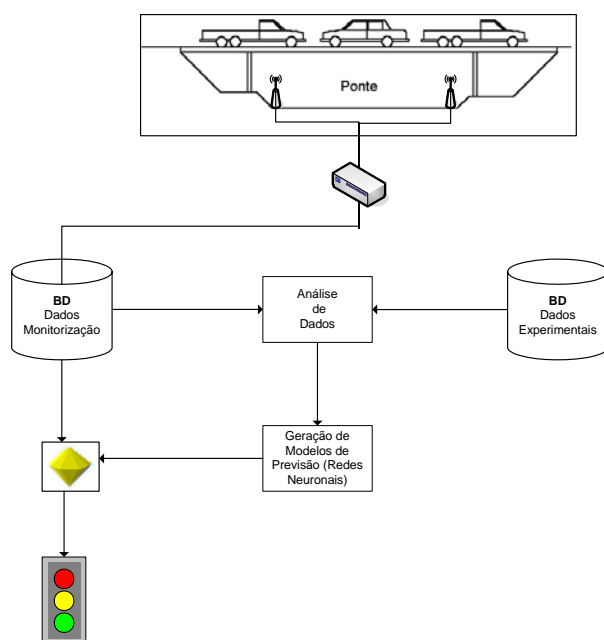 Ponte
BD
Dados
Monitorização
Análise
de
Dados
BD
Dados
Experimentais
Geração de
Modelos de
Previsão (Redes
Neuronais)